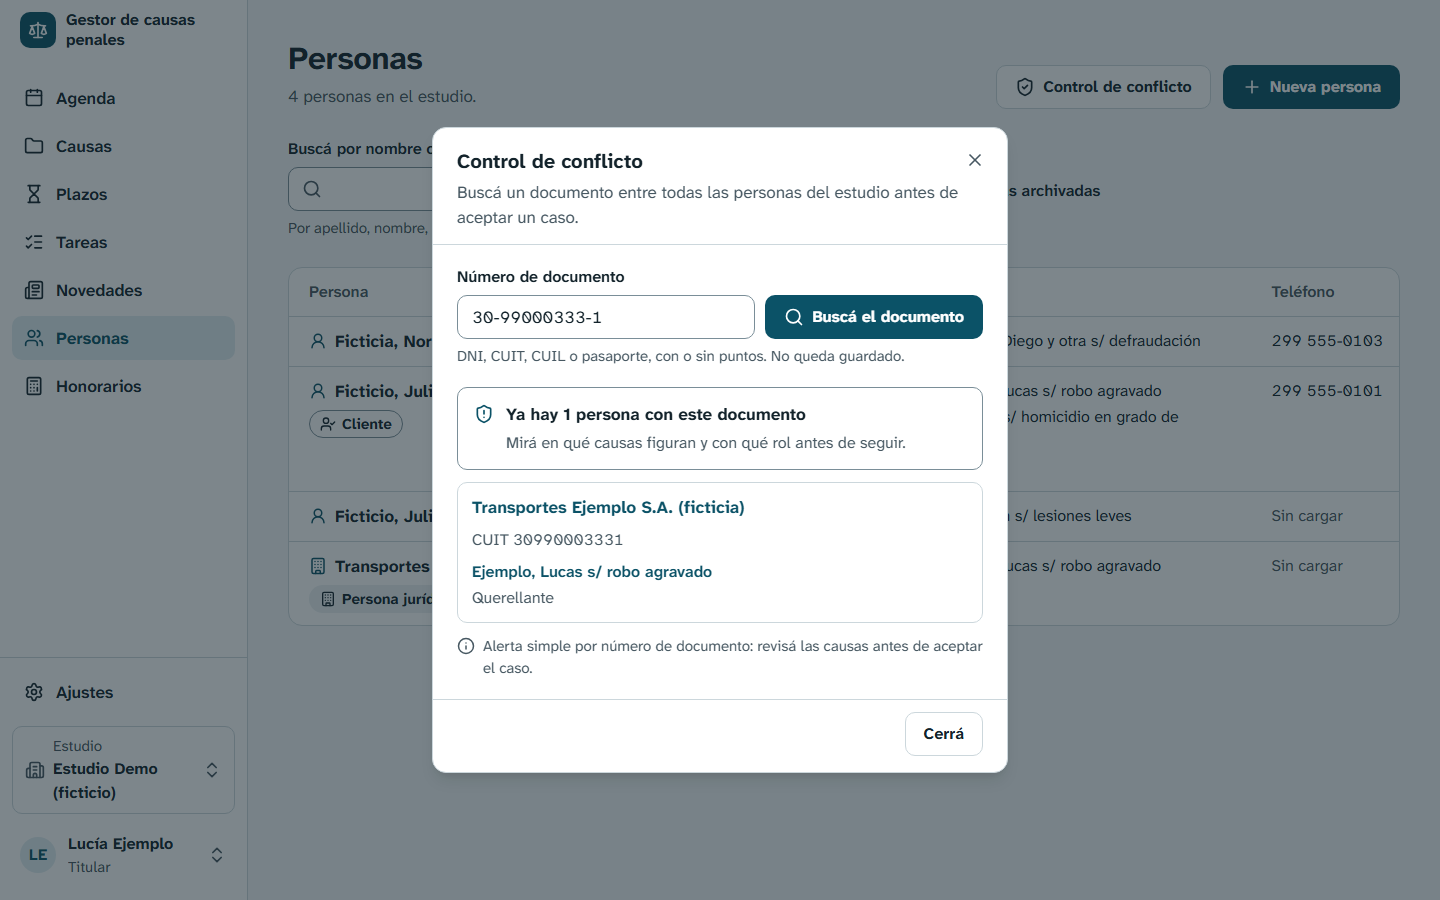 Gestor de causas
penales
Agenda
Causas
Plazos
Tareas
Novedades
Personas
Honorarios
Ajustes
Estudio
Estudio Demo
(ficticio)
LE
Lucía Ejemplo
Titular
Personas
4 personas en el estudio.
Control de conflicto
Nueva persona
Buscá por nombre
s archivadas
Por apellido, nombre,
Persona
Teléfono
Ficticia, Nor
Diego y otra s/ defraudación
299 555-0103
Ficticio, Juli
ucas s/ robo agravado
299 555-0101
Cliente
s/ homicidio en grado de
Ficticio, Juli
s/ lesiones leves
Sin cargar
Transportes
ucas s/ robo agravado
Sin cargar
Persona juríd
Control de conflicto
Buscá un documento entre todas las personas del estudio antes de
aceptar un caso.
Número de documento
30-99000333-1
Buscá el documento
DNI, CUIT, CUIL o pasaporte, con o sin puntos. No queda guardado.
Ya hay 1 persona con este documento
Mirá en qué causas figuran y con qué rol antes de seguir.
Transportes Ejemplo S.A. (ficticia)
CUIT 30990003331
Ejemplo, Lucas s/ robo agravado
Querellante
Alerta simple por número de documento: revisá las causas antes de aceptar
el caso.
Cerrá